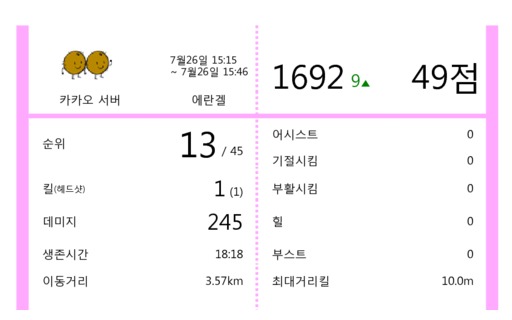 7월26일 15:15
~ 7월26일 15:46
카카오 서버
에란겔
1692 9▲ 49점
순위 13 / 45
킬(헤드샷) 1 (1)
데미지 245
생존시간 18:18
이동거리 3.57km
어시스트 0
기절시킴 0
부활시킴 0
힐 0
부스트 0
최대거리킬 10.0m